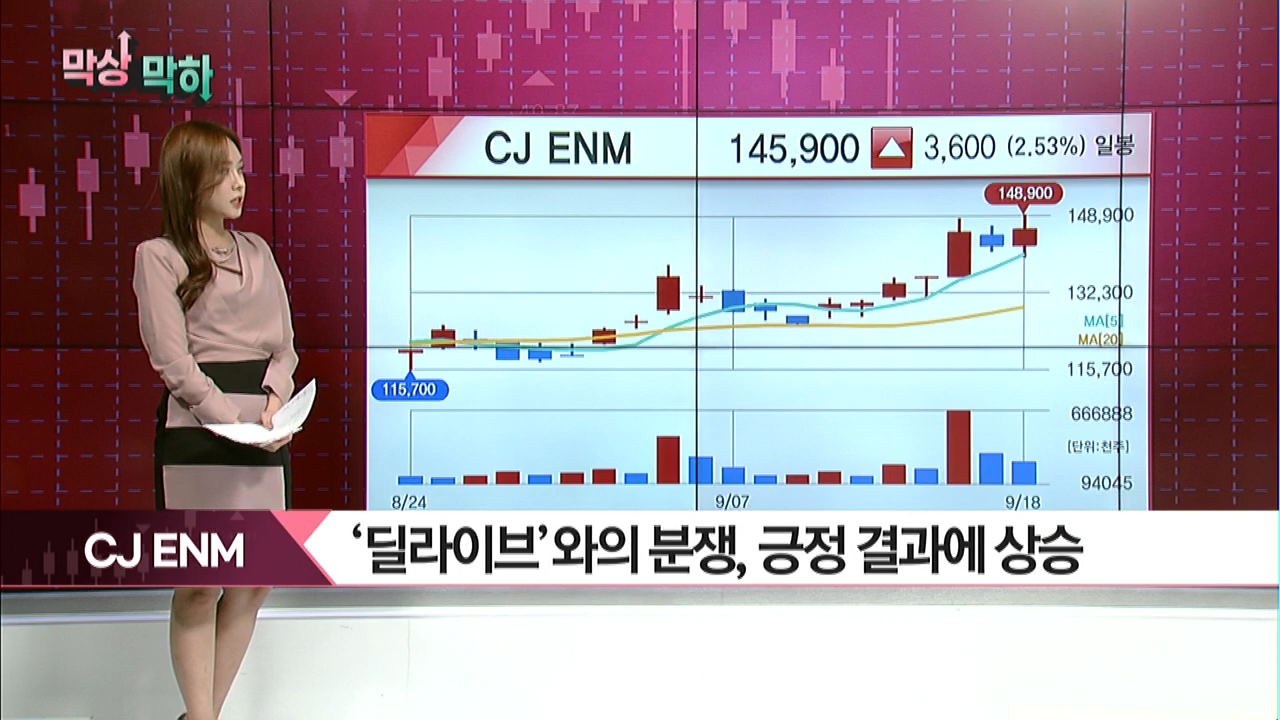 막상 막하
CJ ENM 145,900 ▲ 3,600 (2.53%) 일봉
148,900
148,900
132,300
MA[5]
MA[20]
115,700
115,700
666888
[단위:천주]
94045
8/24 9/07 9/18
CJ ENM ‘딜라이브’와의 분쟁, 긍정 결과에 상승